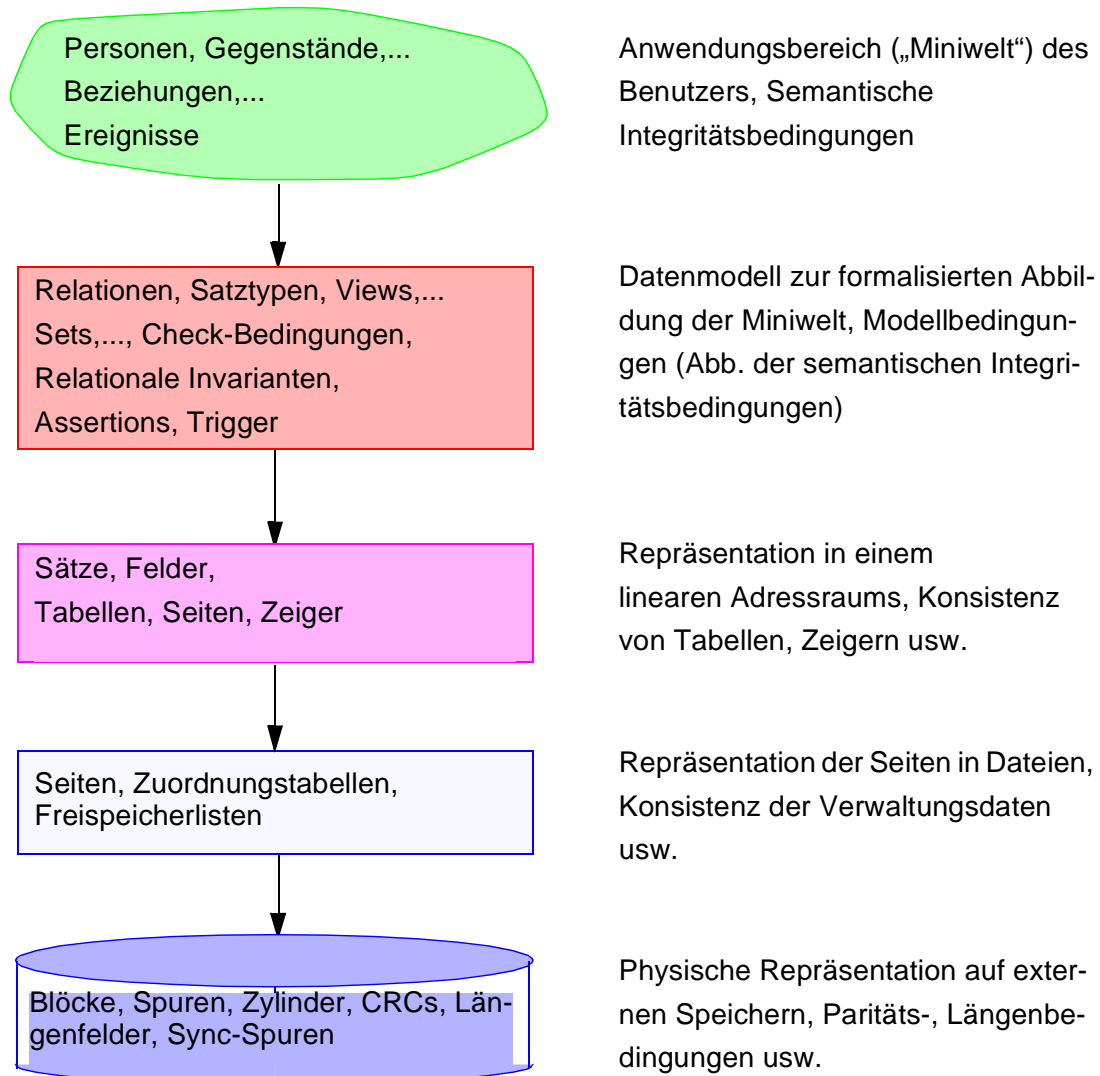 Personen, Gegenstände,...
Beziehungen,...
Ereignisse
Anwendungsbereich („Miniwelt“) des
Benutzers, Semantische
Integritätsbedingungen
Relationen, Satztypen, Views,...
Sets,..., Check-Bedingungen,
Relationale Invarianten,
Assertions, Trigger
Datenmodell zur formalisierten Abbil-
dung der Miniwelt, Modellbedingun-
gen (Abb. der semantischen Integri-
tätsbedingungen)
Sätze, Felder,
Tabellen, Seiten, Zeiger
Repräsentation in einem
linearen Adressraums, Konsistenz
von Tabellen, Zeigern usw.
Seiten, Zuordnungstabellen,
Freispeicherlisten
Repräsentation der Seiten in Dateien,
Konsistenz der Verwaltungsdaten
usw.
Blöcke, Spuren, Zylinder, CRCs, Län-
genfelder, Sync-Spuren
Physische Repräsentation auf exter-
nen Speichern, Paritäts-, Längenbe-
dingungen usw.